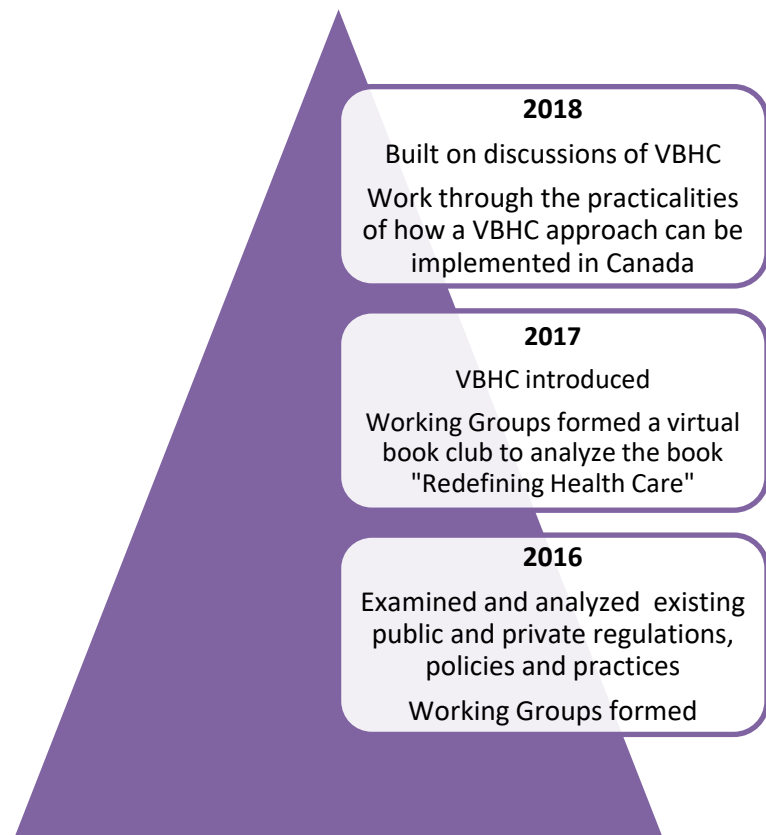 2018
Built on discussions of VBHC
Work through the practicalities
of how a VBHC approach can be
implemented in Canada
2017
VBHC introduced
Working Groups formed a virtual
book club to analyze the book
"Redefining Health Care"
2016
Examined and analyzed  existing
public and private regulations,
policies and practices
Working Groups formed